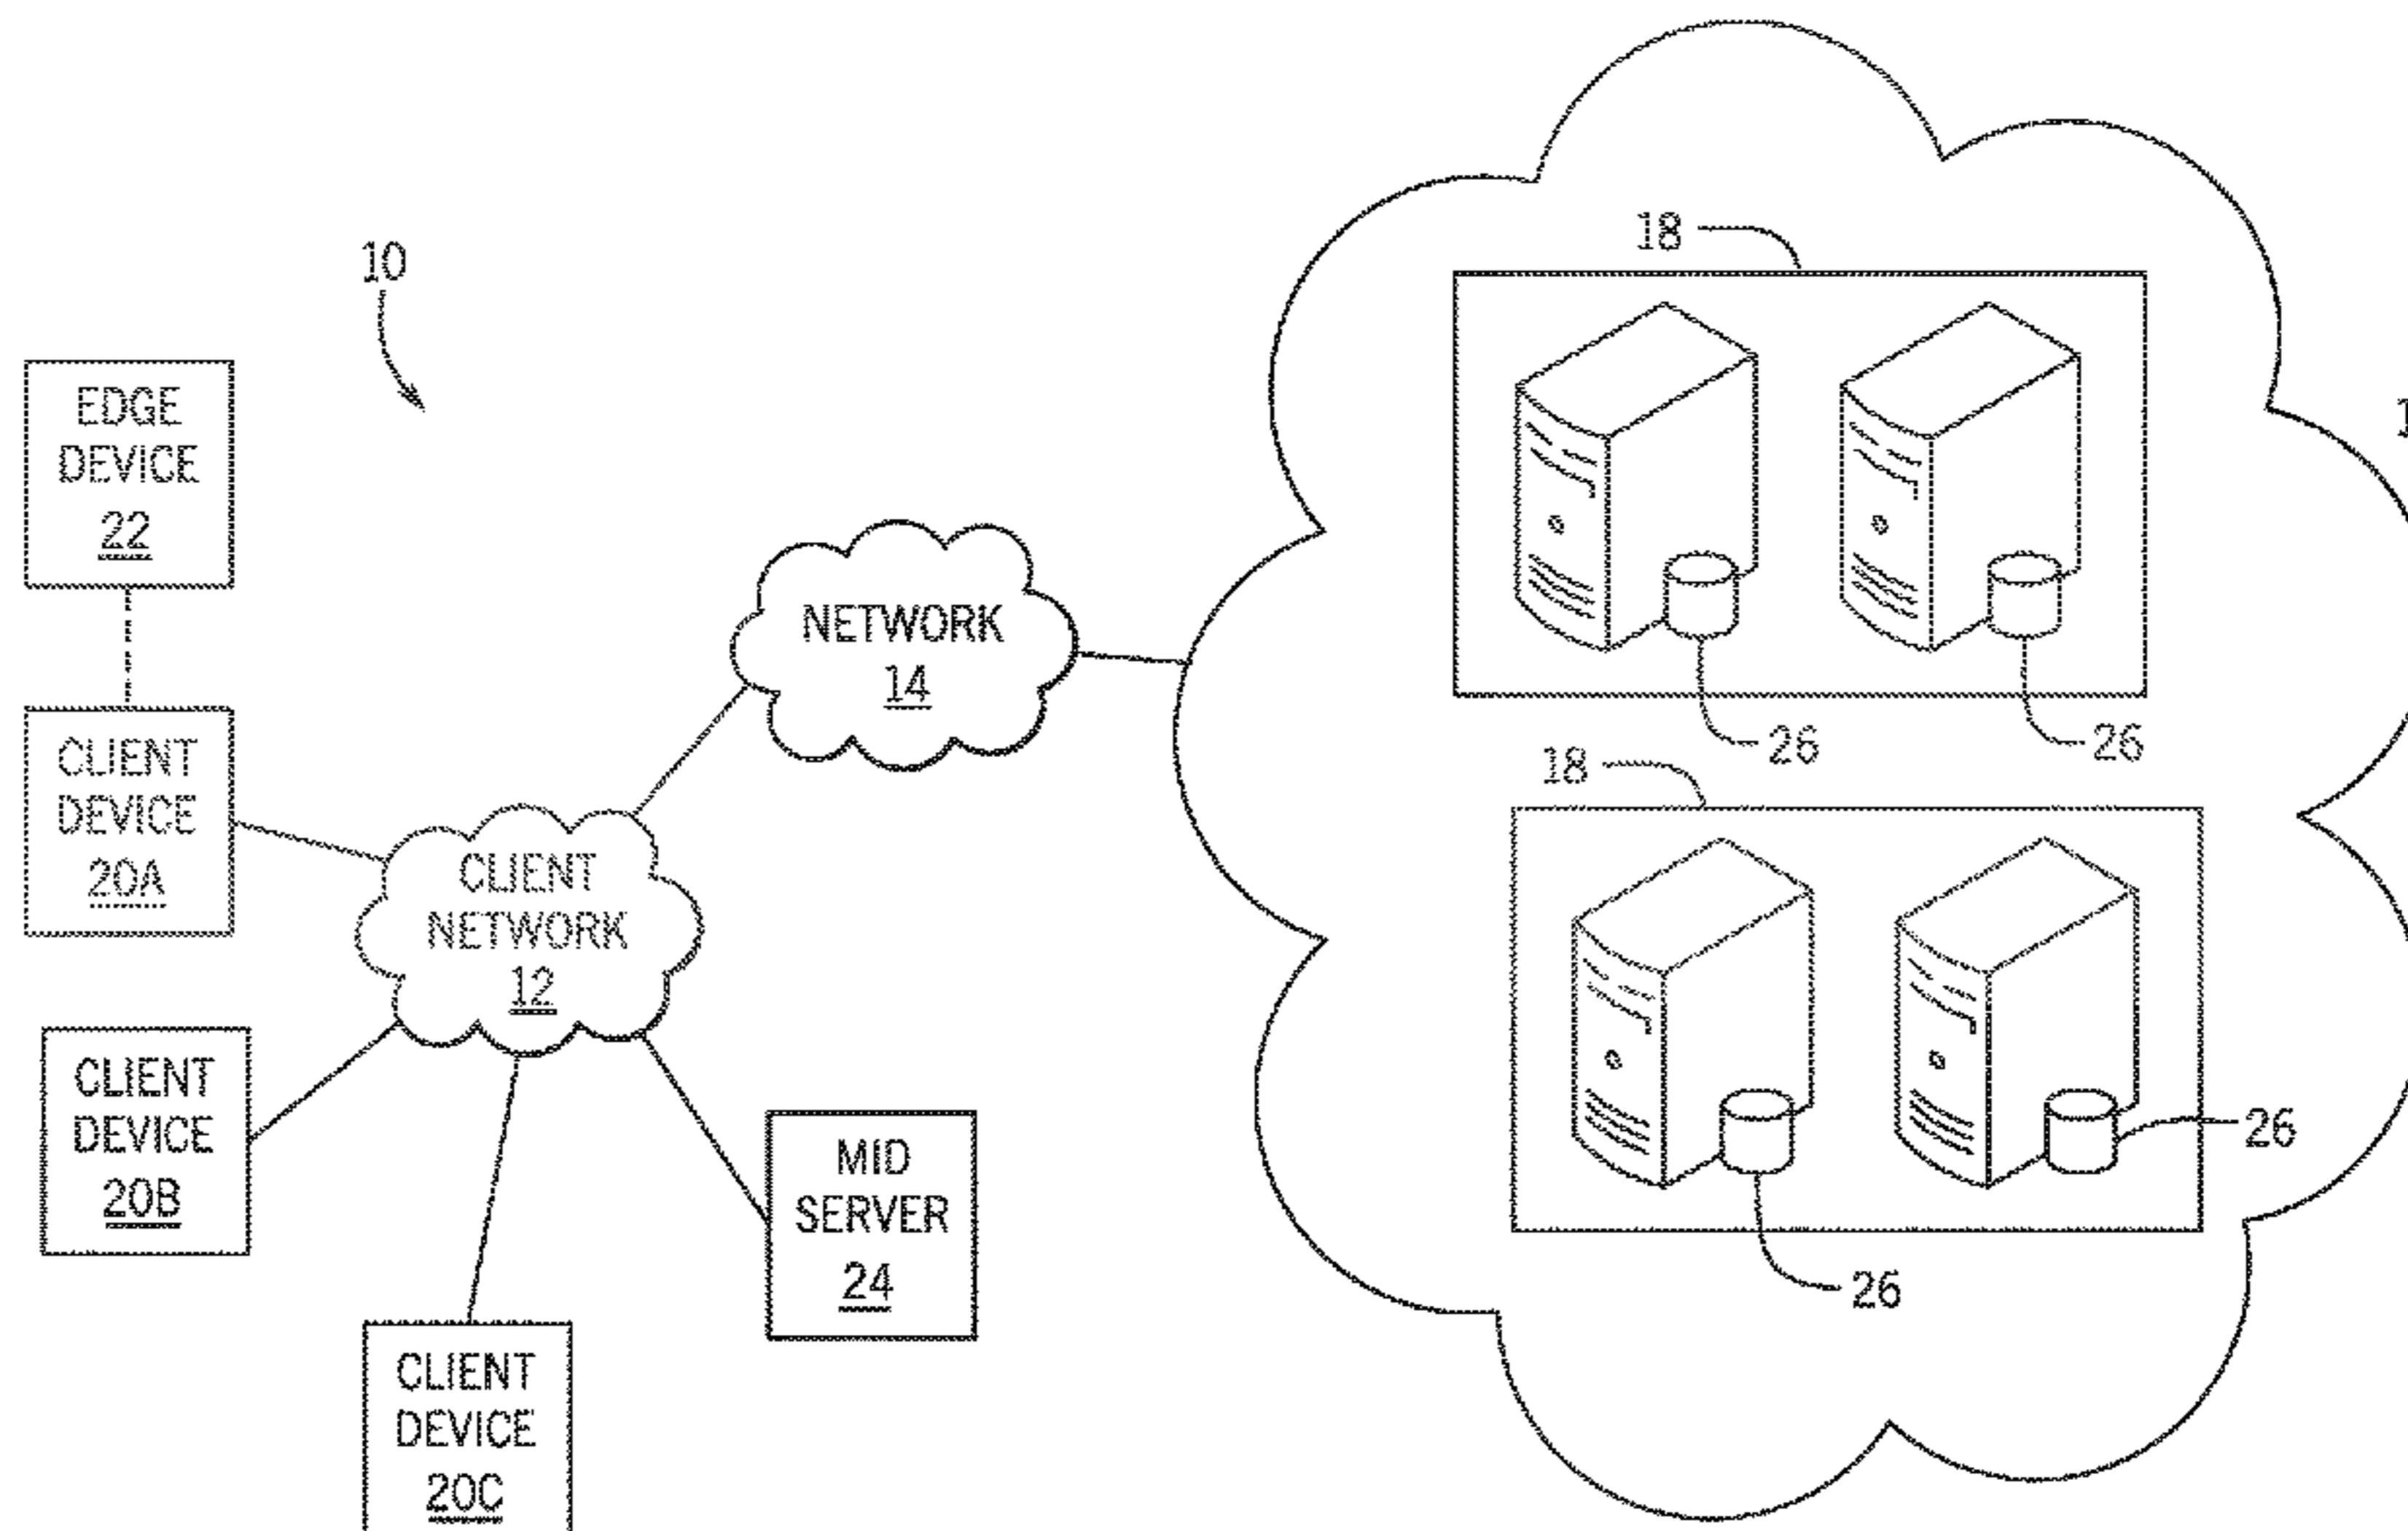 10
18
EDGE
DEVICE
22
26
26
NETWORK
14
18
CLIENT
DEVICE
20A
CLIENT
NETWORK
12
CLIENT
DEVICE
20B
MID
SERVER
24
26
26
CLIENT
DEVICE
20C